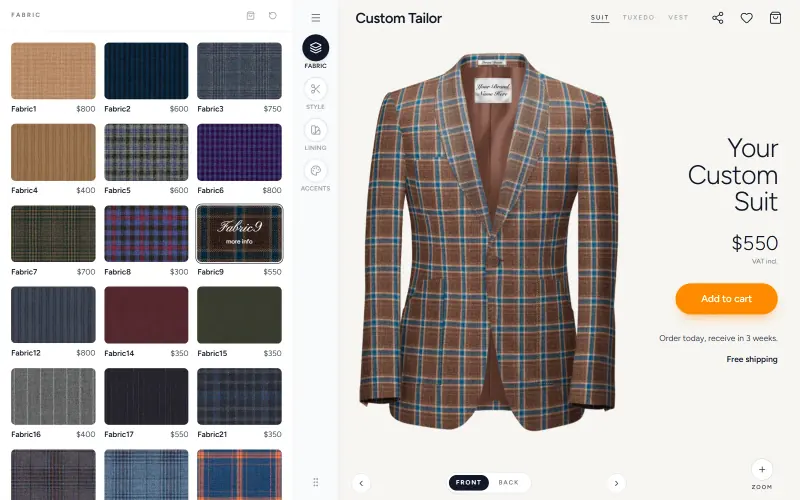 FABRIC
Fabric1 $800
Fabric2 $600
Fabric3 $750
Fabric4 $400
Fabric5 $600
Fabric6 $800
Fabric7 $700
Fabric8 $300
Fabric9
more info
Fabric9 $550
Fabric12 $800
Fabric14 $350
Fabric15 $350
Fabric16 $400
Fabric17 $550
Fabric21 $350
FABRIC
STYLE
LINING
ACCENTS
Custom Tailor
SUIT TUXEDO VEST
Your Brand
Name Here
Your
Custom
Suit
$550
VAT incl.
Add to cart
Order today, receive in 3 weeks.
Free shipping
FRONT BACK
ZOOM